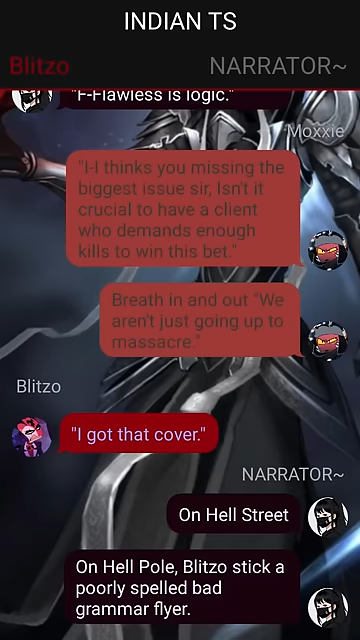 INDIAN TS
Blitzo NARRATOR~
"F-Flawless is logic."
Moxxie
"I-I thinks you missing the
biggest issue sir, Isn't it
crucial to have a client
who demands enough
kills to win this bet."
Breath in and out "We
aren't just going up to
massacre."
Blitzo
"I got that cover."
NARRATOR~
On Hell Street
On Hell Pole, Blitzo stick a
poorly spelled bad
grammar flyer.